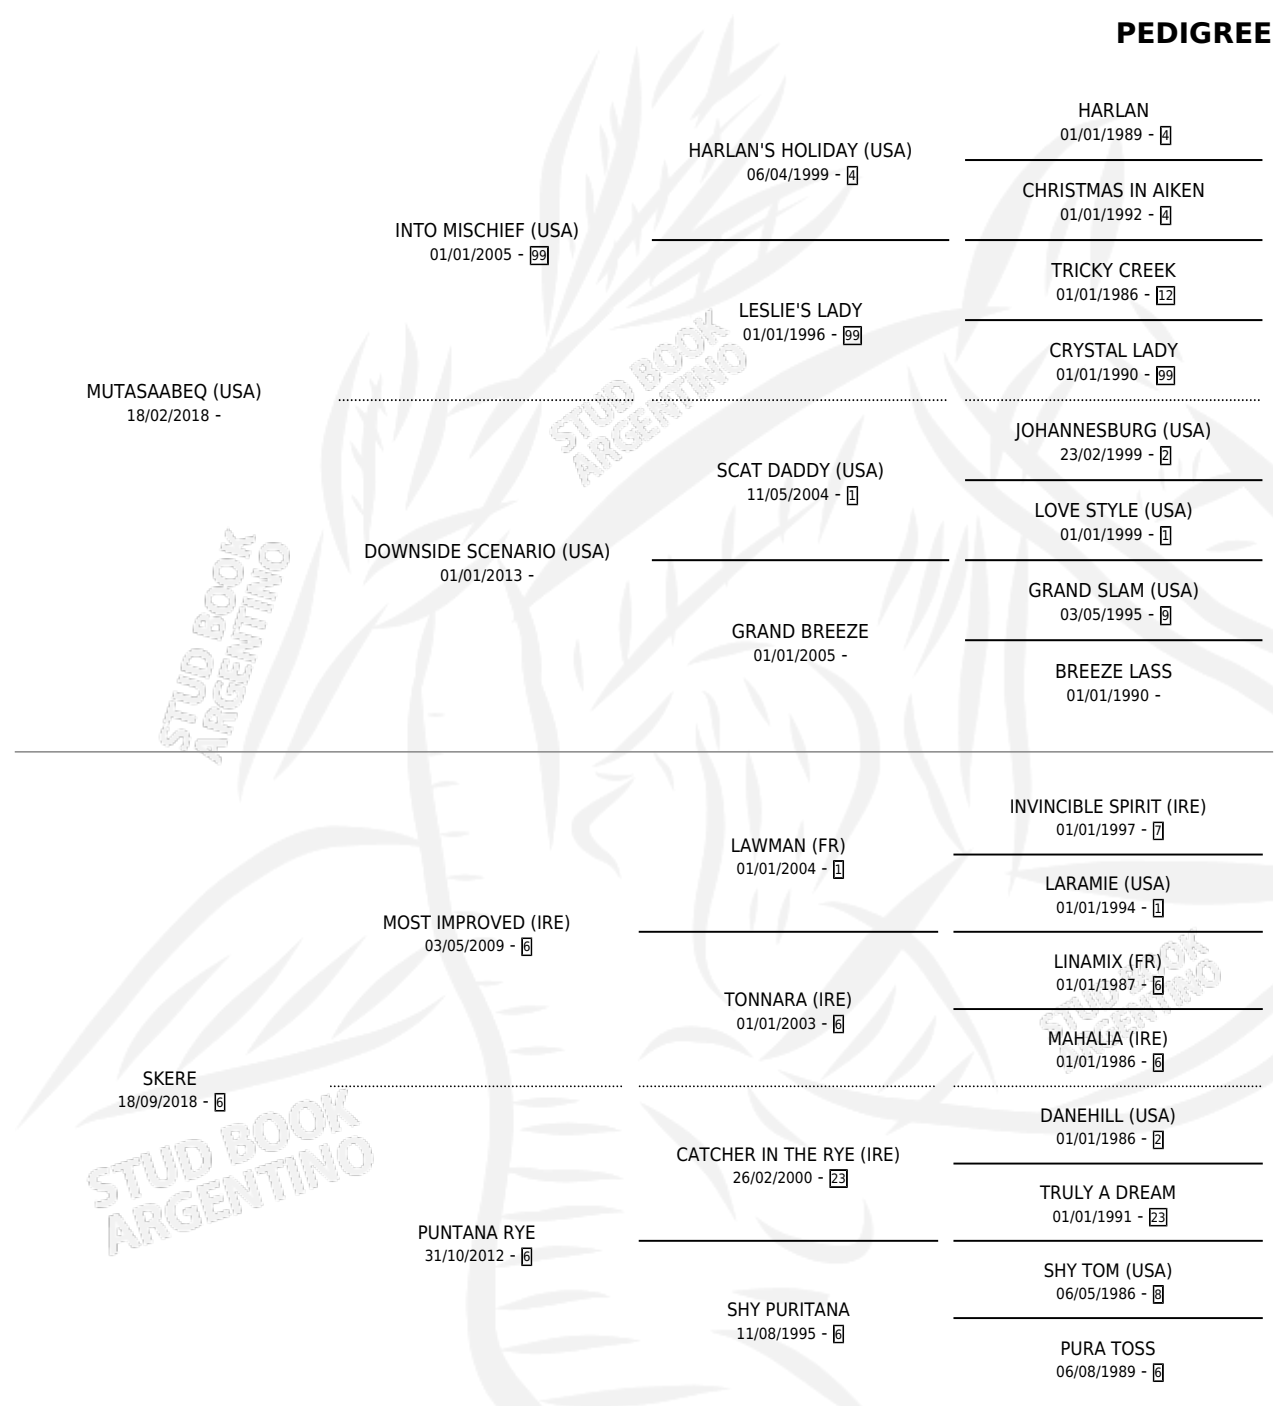 PEDIGREE
HARLAN
01/01/1989 - 4
HARLAN'S HOLIDAY (USA)
06/04/1999 - 4
CHRISTMAS IN AIKEN
01/01/1992 - 4
INTO MISCHIEF (USA)
01/01/2005 - 99
TRICKY CREEK
01/01/1986 - 12
LESLIE'S LADY
01/01/1996 - 99
CRYSTAL LADY
01/01/1990 - 99
MUTASAABEQ (USA)
18/02/2018 -
JOHANNESBURG (USA)
23/02/1999 - 2
SCAT DADDY (USA)
11/05/2004 - 1
LOVE STYLE (USA)
01/01/1999 - 1
DOWNSIDE SCENARIO (USA)
01/01/2013 -
GRAND SLAM (USA)
03/05/1995 - 9
GRAND BREEZE
01/01/2005 -
BREEZE LASS
01/01/1990 -
INVINCIBLE SPIRIT (IRE)
01/01/1997 - 7
LAWMAN (FR)
01/01/2004 - 1
LARAMIE (USA)
01/01/1994 - 1
MOST IMPROVED (IRE)
03/05/2009 - 6
LINAMIX (FR)
01/01/1987 - 6
TONNARA (IRE)
01/01/2003 - 6
MAHALIA (IRE)
01/01/1986 - 6
SKERE
18/09/2018 - 6
DANEHILL (USA)
01/01/1986 - 2
CATCHER IN THE RYE (IRE)
26/02/2000 - 23
TRULY A DREAM
01/01/1991 - 23
PUNTANA RYE
31/10/2012 - 6
SHY TOM (USA)
06/05/1986 - 8
SHY PURITANA
11/08/1995 - 6
PURA TOSS
06/08/1989 - 6
STUD BOOK
ARGENTINO
STUD BOOK
ARGENTINO
STUD BOOK
ARGENTINO
STUD BOOK
ARGENTINO